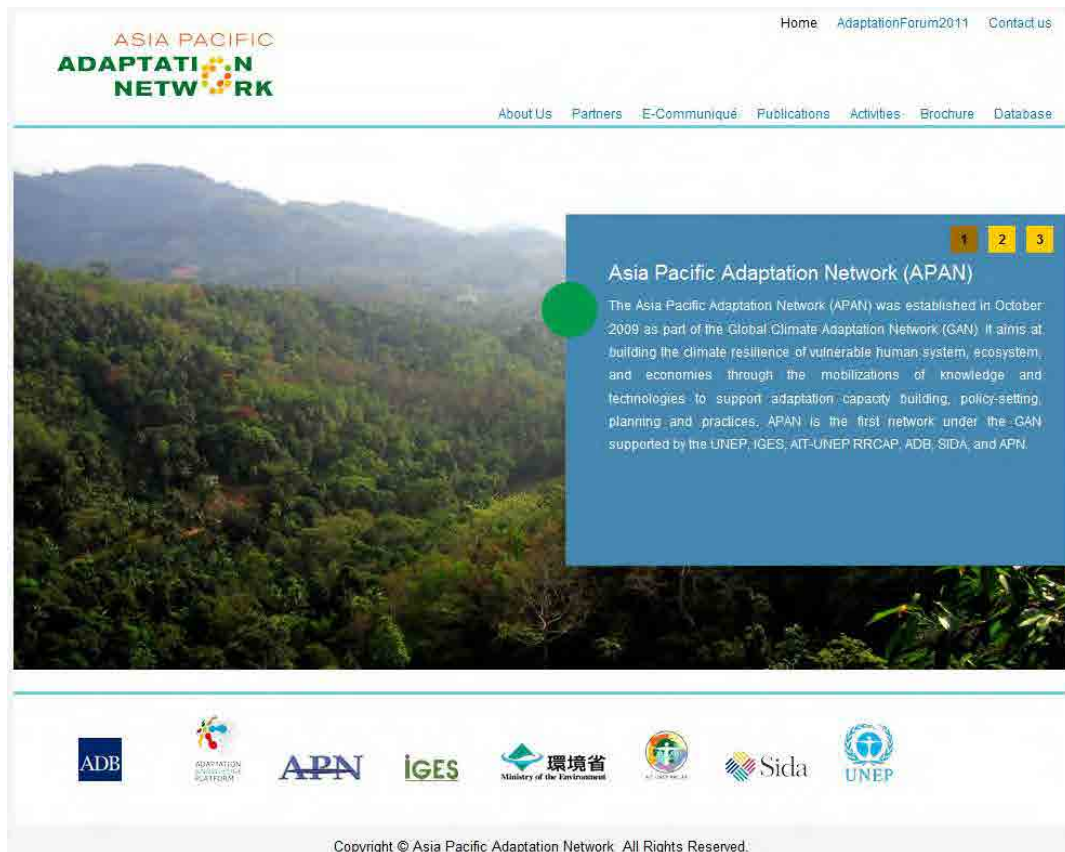 Home AdaptationForum2011 Contact us
ASIA PACIFIC
ADAPTATION
NETWORK
About Us Partners E-Communiqué Publications Activities Brochure Database
1 2 3
Asia Pacific Adaptation Network (APAN)
The Asia Pacific Adaptation Network (APAN) was established in October
2009 as part of the Global Climate Adaptation Network (GAN). It aims at
building the climate resilience of vulnerable human system, ecosystem,
and economies through the mobilizations of knowledge and
technologies to support adaptation capacity building, policy-setting,
planning and practices. APAN is the first network under the GAN
supported by the UNEP, IGES, AIT-UNEP RRCAP, ADB, SIDA, and APN.
ADB
ADAPTATION
KNOWLEDGE
PLATFORM
APN
iGES
環境省
Ministry of the Environment
Sida
UNEP
Copyright © Asia Pacific Adaptation Network All Rights Reserved.